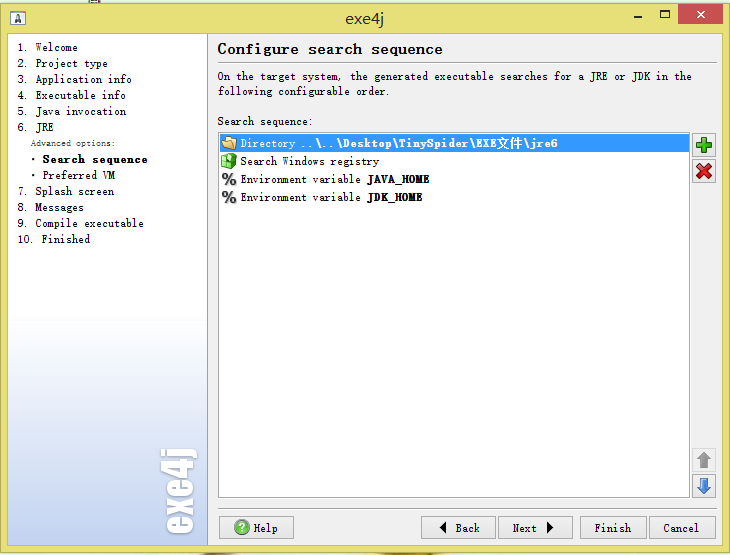 exe4j
1. Welcome
2. Project type
3. Application info
4. Executable info
5. Java invocation
6. JRE
Advanced options:
· Search sequence
· Preferred VM
7. Splash screen
8. Messages
9. Compile executable
10. Finished
exe4j
Configure search sequence
On the target system, the generated executable searches for a JRE or JDK in the
following configurable order.
Search sequence:
Directory ..\..\Desktop\TinySpider\EXE文件\jre6
Search Windows registry
% Environment variable JAVA_HOME
% Environment variable JDK_HOME
? Help
Back
Next
Finish
Cancel